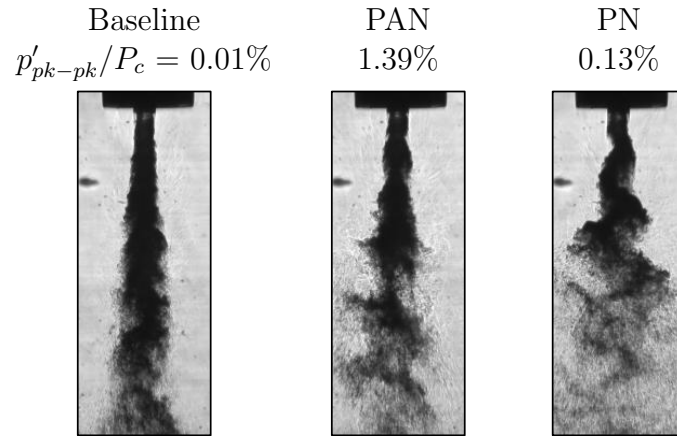 Baseline PAN PN
p′pk−pk/Pc = 0.01% 1.39% 0.13%